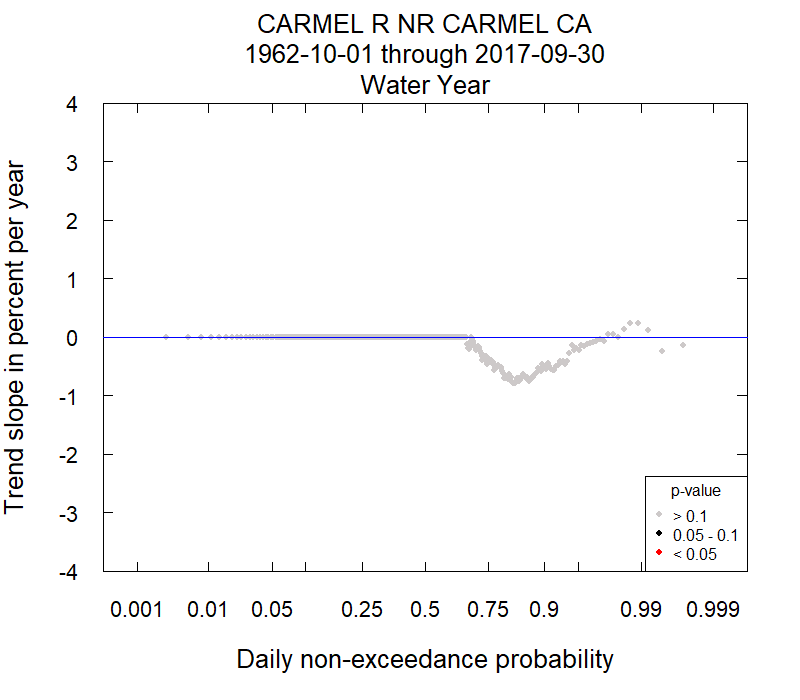 CARMEL R NR CARMEL CA
1962-10-01 through 2017-09-30
Water Year
Trend slope in percent per year
4
3
2
1
0
-1
-2
-3
-4
p-value
> 0.1
0.05 - 0.1
< 0.05
0.001 0.01 0.05 0.25 0.5 0.75 0.9 0.99 0.999
Daily non-exceedance probability